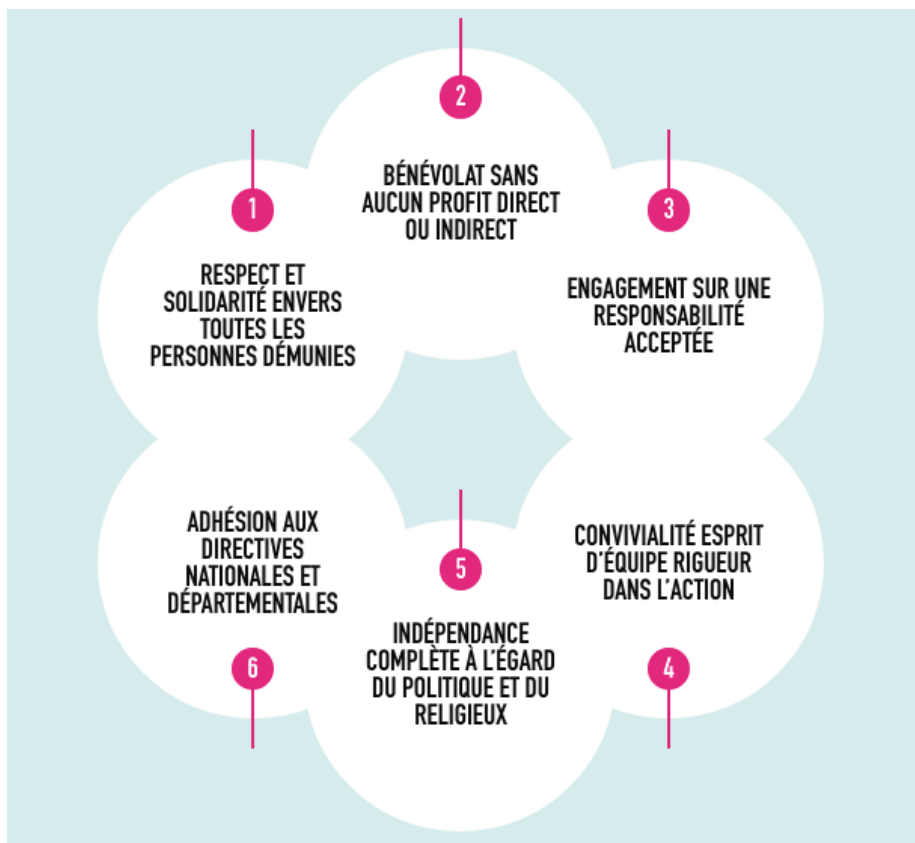 1
RESPECT ET
SOLIDARITÉ ENVERS
TOUTES LES
PERSONNES DÉMUNIES
2
BÉNÉVOLAT SANS
AUCUN PROFIT DIRECT
OU INDIRECT
3
ENGAGEMENT SUR UNE
RESPONSABILITÉ
ACCEPTÉE
CONVIVIALITÉ ESPRIT
D'ÉQUIPE RIGUEUR
DANS L'ACTION
4
5
INDÉPENDANCE
COMPLÈTE À L'ÉGARD
DU POLITIQUE ET DU
RELIGIEUX
ADHÉSION AUX
DIRECTIVES
NATIONALES ET
DÉPARTEMENTALES
6